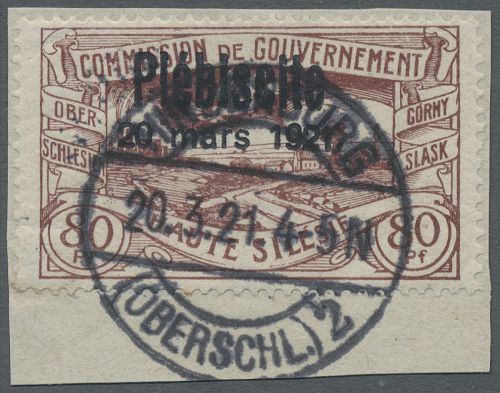 COMMISSION DE GOUVERNEMENT
Plébiscite
20 mars 1921.
OBER
SCHLESIEN
GÓRNY
ŚLĄSK
20.3.21 4-5N
HAUTE SILÉSIE
80 Pf
80 Pf
(OBERSCHL.) 2